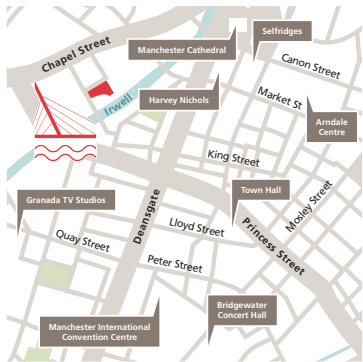 Selfridges
Manchester Cathedral
Chapel Street
Canon Street
Irwell
Harvey Nichols
Market St
Arndale
Centre
King Street
Granada TV Studios
Town Hall
Mosley Street
Deansgate
Lloyd Street
Princess Street
Quay Street
Peter Street
Bridgewater
Concert Hall
Manchester International
Convention Centre